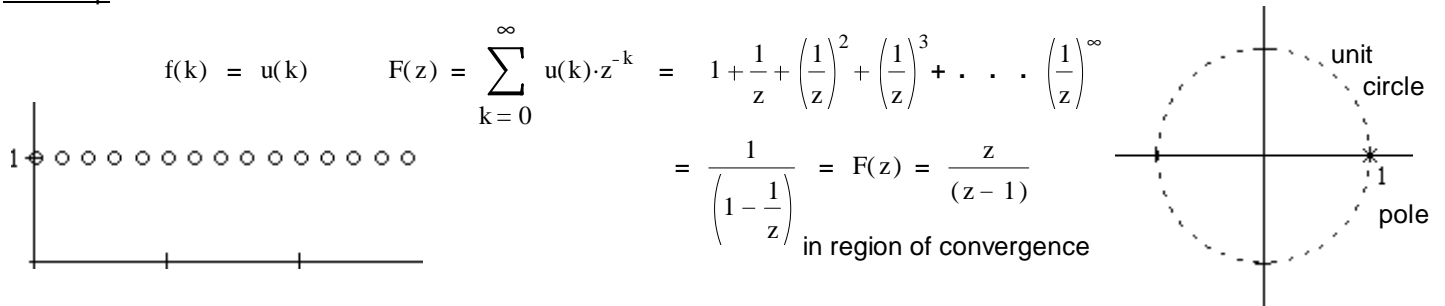 f(k) = u(k) F(z) = ∞ ∑ k = 0 u(k)·z^-k = 1 + 1/z + (1/z)^2 + (1/z)^3 + . . . (1/z)^∞
= 1/(1 − 1/z) = F(z) = z/(z − 1)
in region of convergence
1
unit
circle
1
pole